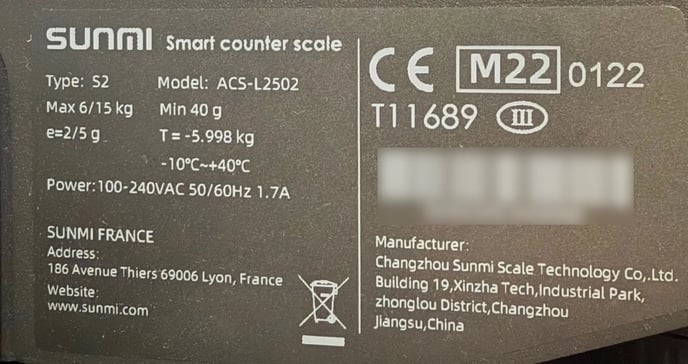 SUNMI Smart counter scale
Type: S2 Model: ACS-L2502
Max 6/15 kg Min 40 g
e=2/5 g T= -5.998 kg
-10°C~+40°C
Power:100-240VAC 50/60Hz 1.7A
SUNMI FRANCE
Address:
186 Avenue Thiers 69006 Lyon, France
Website:
www.sunmi.com
CE M22 0122
T11689 III
Manufacturer:
Changzhou Sunmi Scale Technology Co,.Ltd.
Building 19,Xinzha Tech,Industrial Park,
zhonglou District,Changzhou
Jiangsu,China